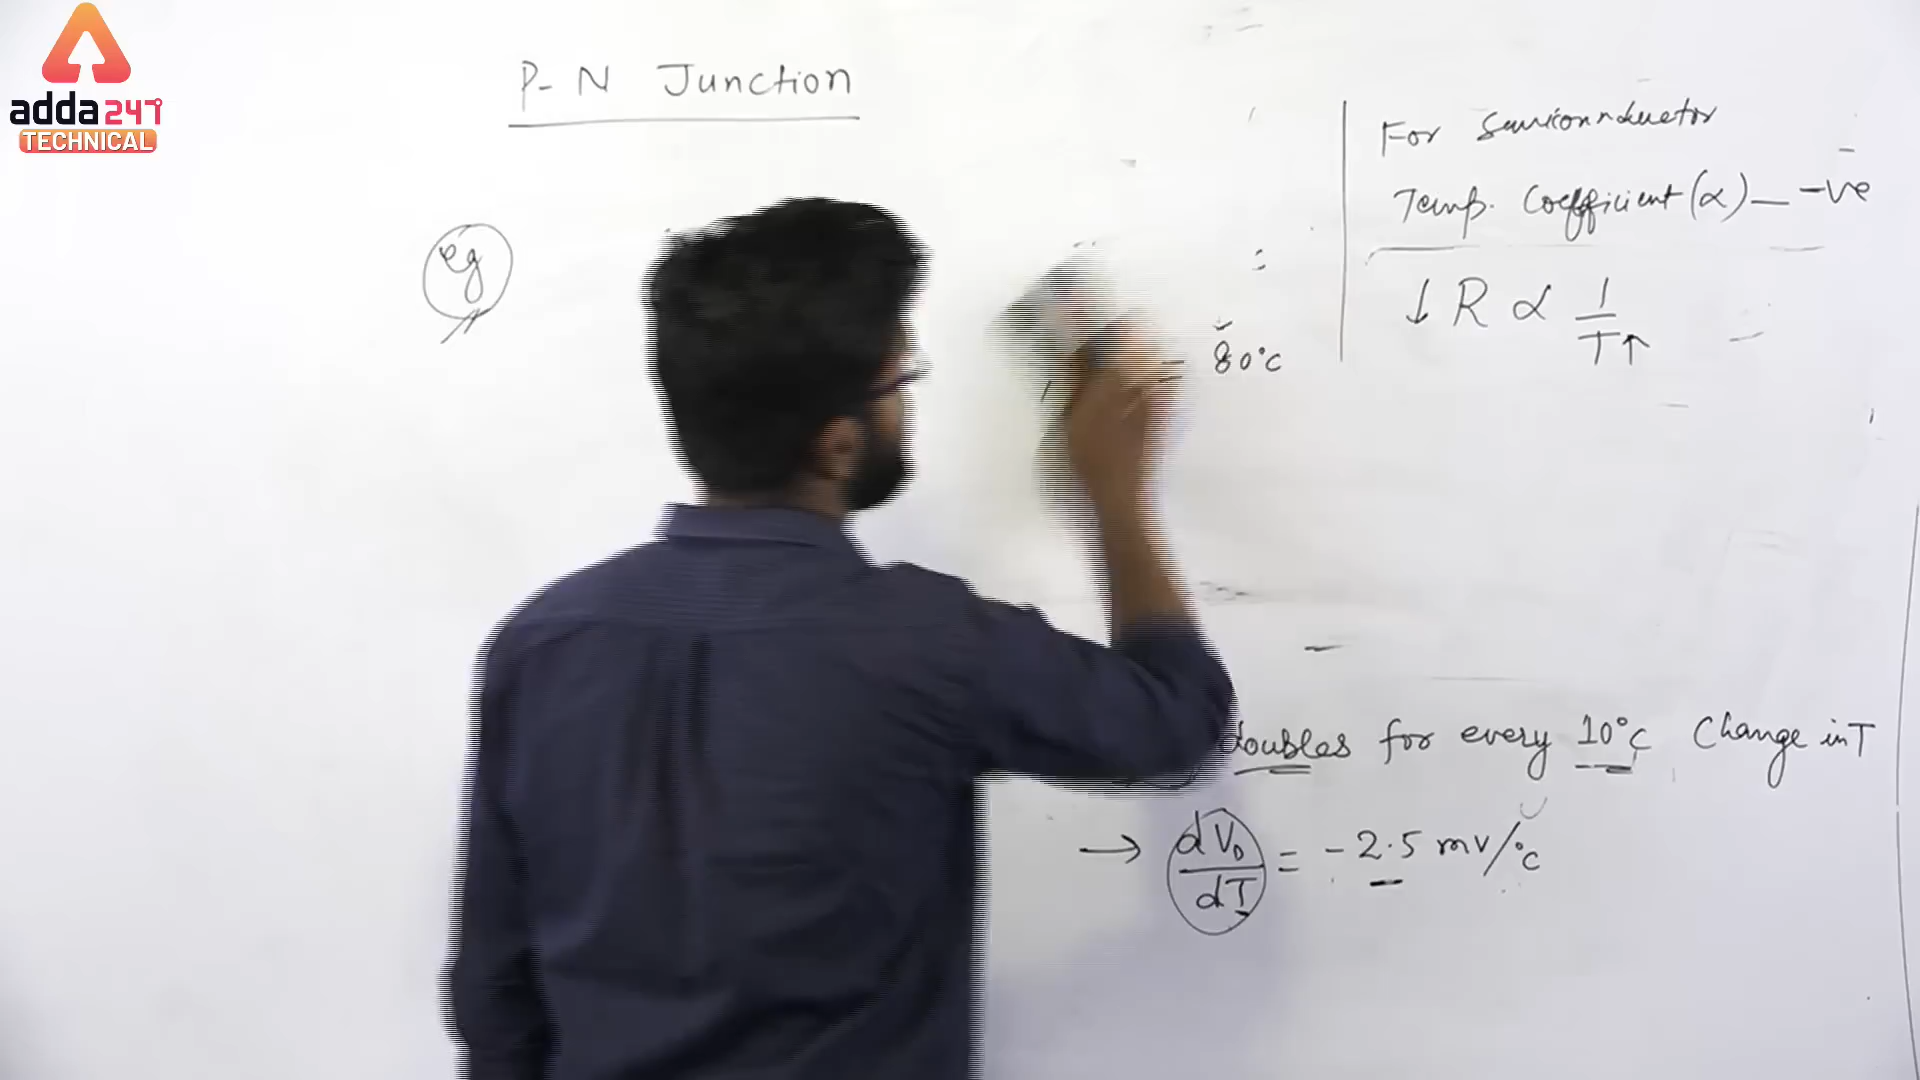 adda247
TECHNICAL
P-N Junction
For Semiconductor
Temp. Coefficient (α) — -ve
↓ R ∝ 1/T↑
eg
= 80°C
doubles for every 10°C Change in T
→ dV_D/dT = -2.5 mv/°C